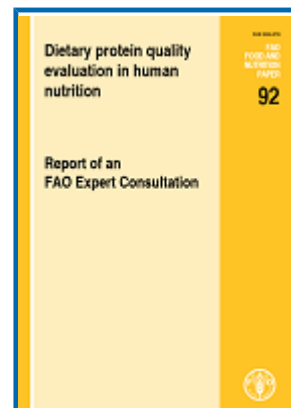 Dietary protein quality
evaluation in human
nutrition
Report of an
FAO Expert Consultation
FAO
FOOD AND
NUTRITION
PAPER
92